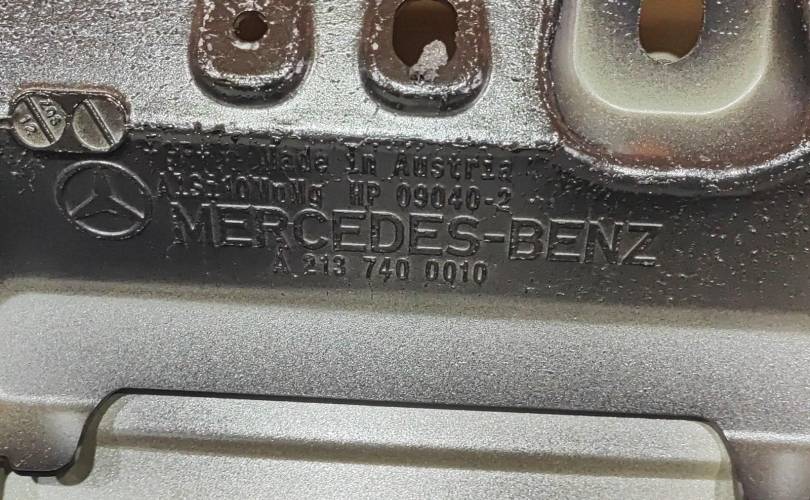 Made in Austria
HP 09040-2
MERCEDES-BENZ
A 213 740 0010